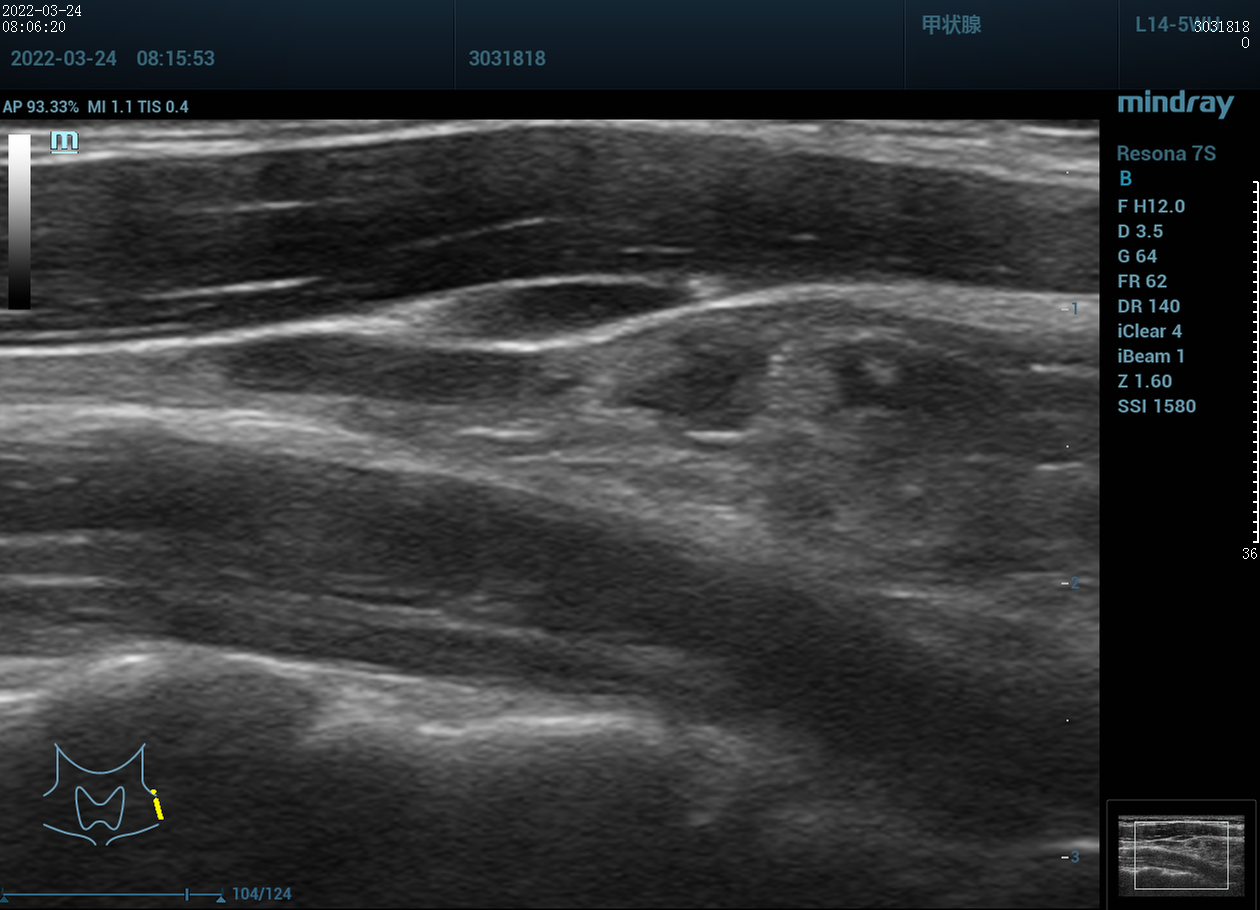 2022-03-24
08:06:20
2022-03-24 08:15:53
3031818
甲状腺
3031818
0
AP 93.33% MI 1.1 TIS 0.4
mindray
m
Resona 7S
B
F H12.0
D 3.5
G 64
FR 62
DR 140
iClear 4
iBeam 1
Z 1.60
SSI 1580
1
36
2
3
104/124